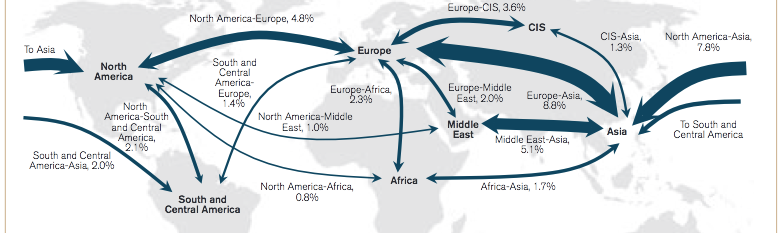 North America-Europe, 4.8%
Europe-CIS, 3.6%
CIS
CIS-Asia,
1.3%
North America-Asia,
7.8%
To Asia
North
America
Europe
South and
Central
America-
Europe,
1.4%
Europe-Africa,
2.3%
Europe-Middle
East, 2.0%
Europe-Asia,
8.8%
North
America-South
and Central
America,
2.1%
North America-Middle
East, 1.0%
Middle
East
Asia
To South and
Central America
Middle East-Asia,
5.1%
South and Central
America-Asia, 2.0%
North America-Africa,
0.8%
Africa
Africa-Asia, 1.7%
South and
Central America